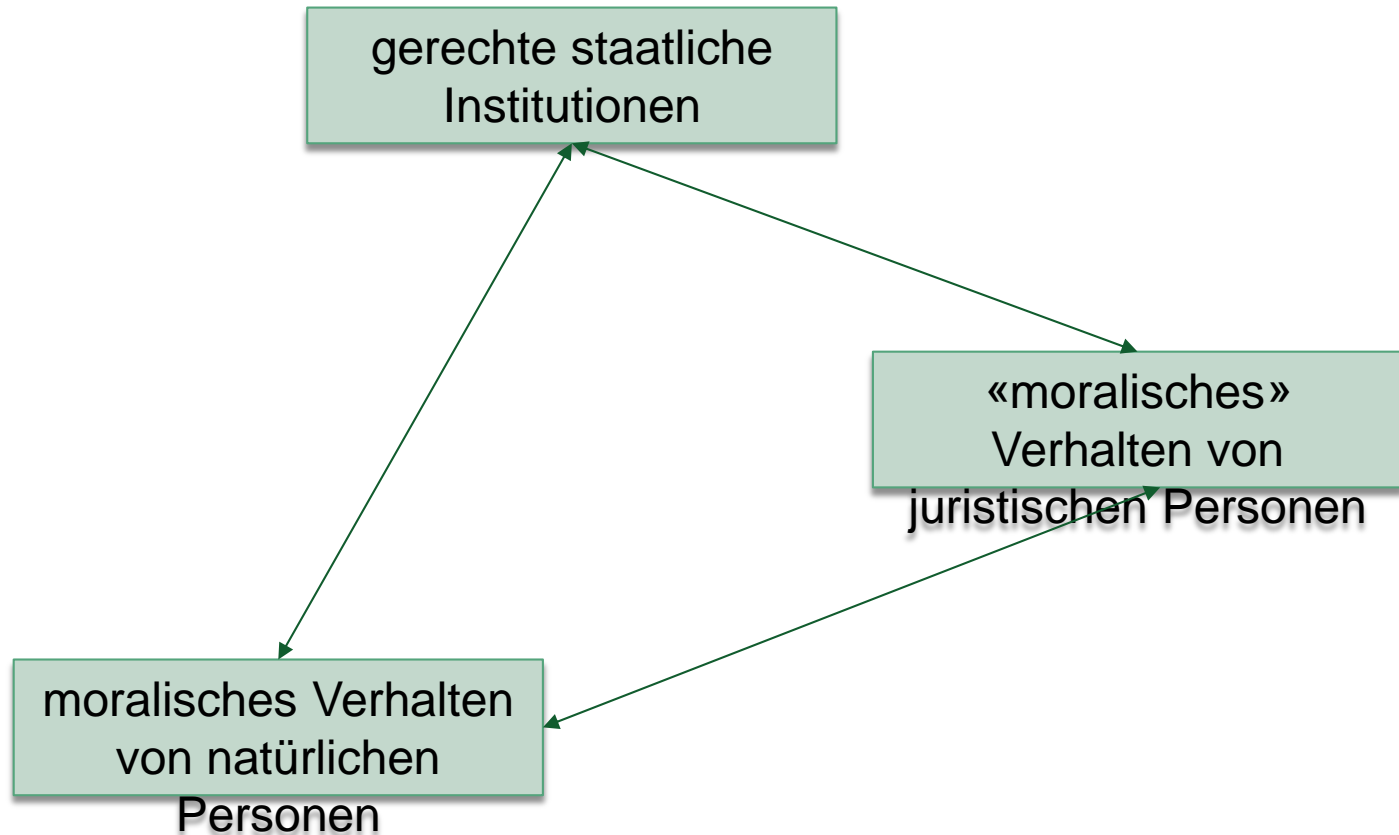 gerechte staatliche
Institutionen
«moralisches»
Verhalten von
juristischen Personen
moralisches Verhalten
von natürlichen
Personen